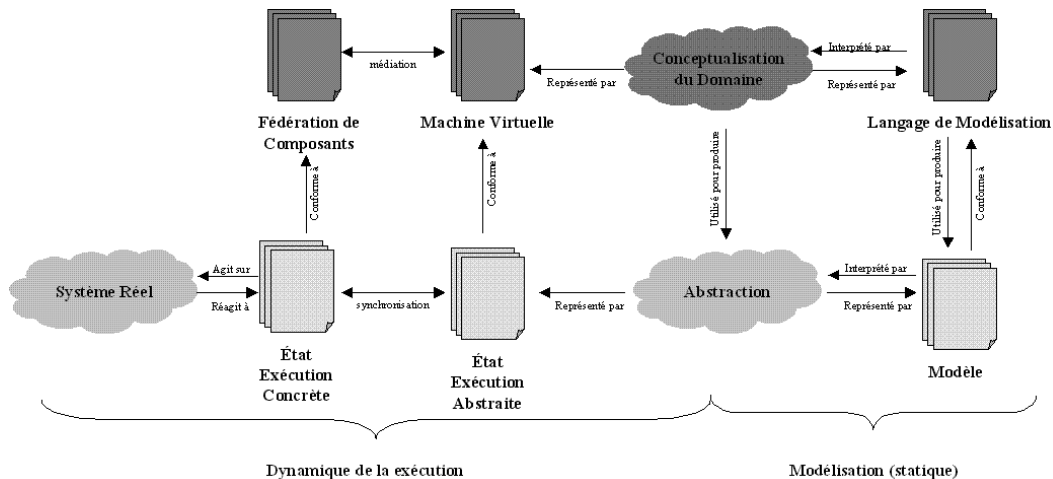 médiation
Représenté par
Conceptualisation
du Domaine
Interprété par
Représenté par
Fédération de
Composants
Machine Virtuelle
Langage de Modélisation
Conforme à
Conforme à
Utilisé pour produire
Utilisé pour produire
Conforme à
Système Réel
Agit sur
Réagit à
synchronisation
Représenté par
Abstraction
Interprété par
Représenté par
État
Exécution
Concrète
État
Exécution
Abstraite
Modèle
Dynamique de la exécution
Modélisation (statique)